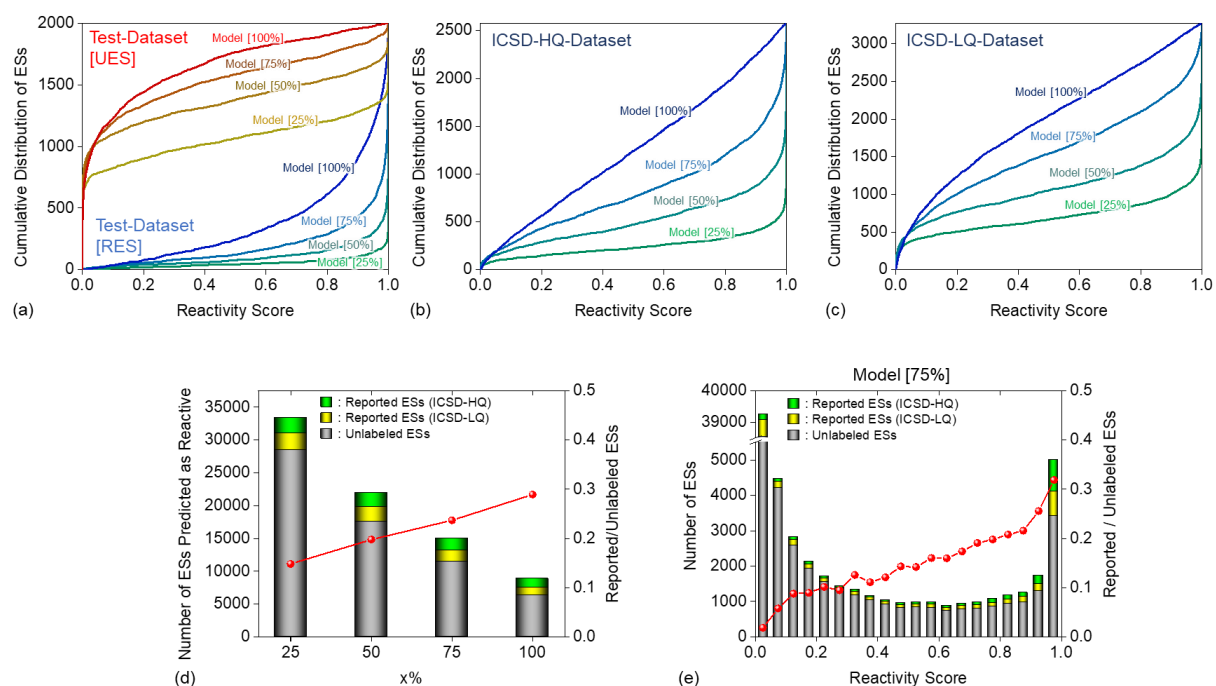 Test-Dataset
[UES]
Model [100%]
Model [75%]
Model [50%]
Model [25%]
Model [100%]
Model [75%]
Model [50%]
Model [25%]
Test-Dataset
[RES]
Cumulative Distribution of ESs
2000
1500
1000
500
0
0.0 0.2 0.4 0.6 0.8 1.0
Reactivity Score
(a)
ICSD-HQ-Dataset
Model [100%]
Model [75%]
Model [50%]
Model [25%]
Cumulative Distribution of ESs
2500
2000
1500
1000
500
0
0.0 0.2 0.4 0.6 0.8 1.0
Reactivity Score
(b)
ICSD-LQ-Dataset
Model [100%]
Model [75%]
Model [50%]
Model [25%]
Cumulative Distribution of ESs
3000
2500
2000
1500
1000
500
0
0.0 0.2 0.4 0.6 0.8 1.0
Reactivity Score
(c)
: Reported ESs (ICSD-HQ)
: Reported ESs (ICSD-LQ)
: Unlabeled ESs
Number of ESs Predicted as Reactive
35000
30000
25000
20000
15000
10000
5000
0
0.5
0.4
0.3
0.2
0.1
0.0
Reported/Unlabeled ESs
25 50 75 100
x%
(d)
Model [75%]
: Reported ESs (ICSD-HQ)
: Reported ESs (ICSD-LQ)
: Unlabeled ESs
Number of ESs
40000
39000
5000
4000
3000
2000
1000
0
0.5
0.4
0.3
0.2
0.1
0.0
Reported / Unlabeled ESs
0.0 0.2 0.4 0.6 0.8 1.0
Reactivity Score
(e)